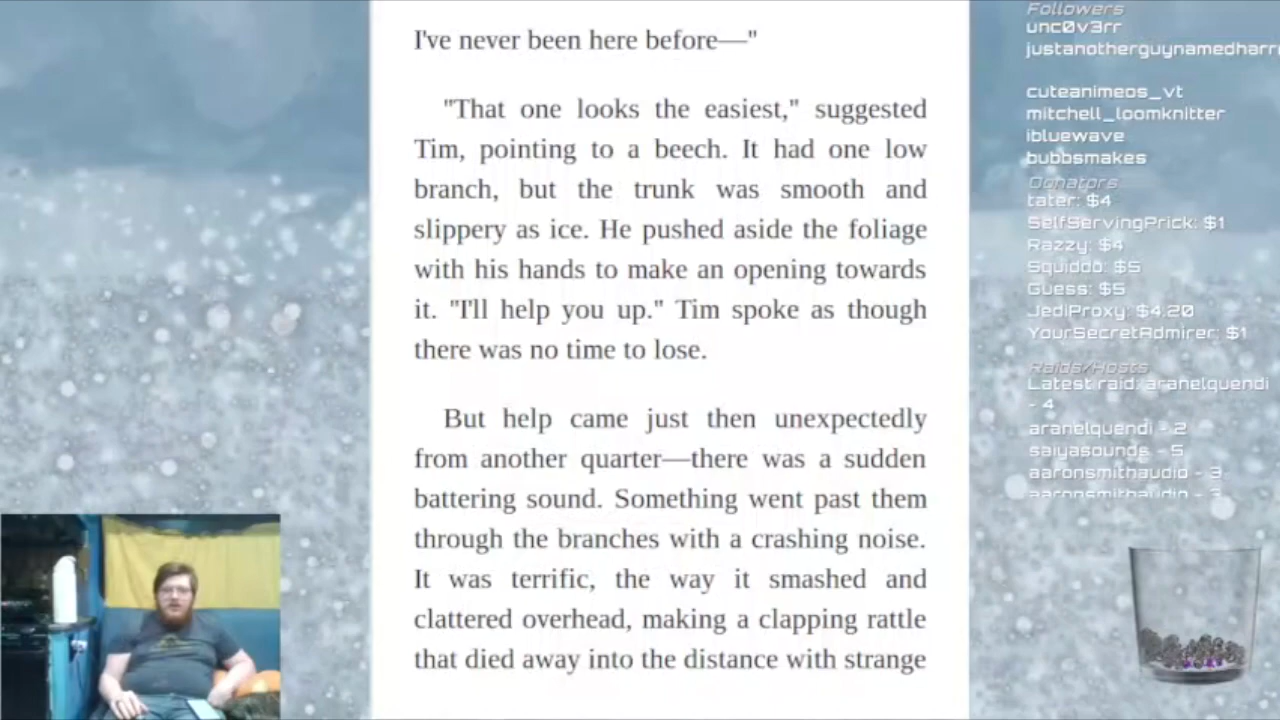 I've never been here before—"
"That one looks the easiest," suggested
Tim, pointing to a beech. It had one low
branch, but the trunk was smooth and
slippery as ice. He pushed aside the foliage
with his hands to make an opening towards
it. "I'll help you up." Tim spoke as though
there was no time to lose.
But help came just then unexpectedly
from another quarter—there was a sudden
battering sound. Something went past them
through the branches with a crashing noise.
It was terrific, the way it smashed and
clattered overhead, making a clapping rattle
that died away into the distance with strange
Followers
unc0v3rr
justanotherguynamedharr
cuteanimeos_vt
mitchell_loomknitter
ibluewave
bubbsmakes
Donators
tater: $4
SelfServingPrick: $1
Razzy: $4
Squiddo: $5
Guess: $5
JediProxy: $4.20
YourSecretAdmirer: $1
Raids/Hosts
Latest raid: aranelquendi
- 4
aranelquendi - 2
saiyasounds - 5
aaronsmithaudio - 3
aaronsmithaudio - 3